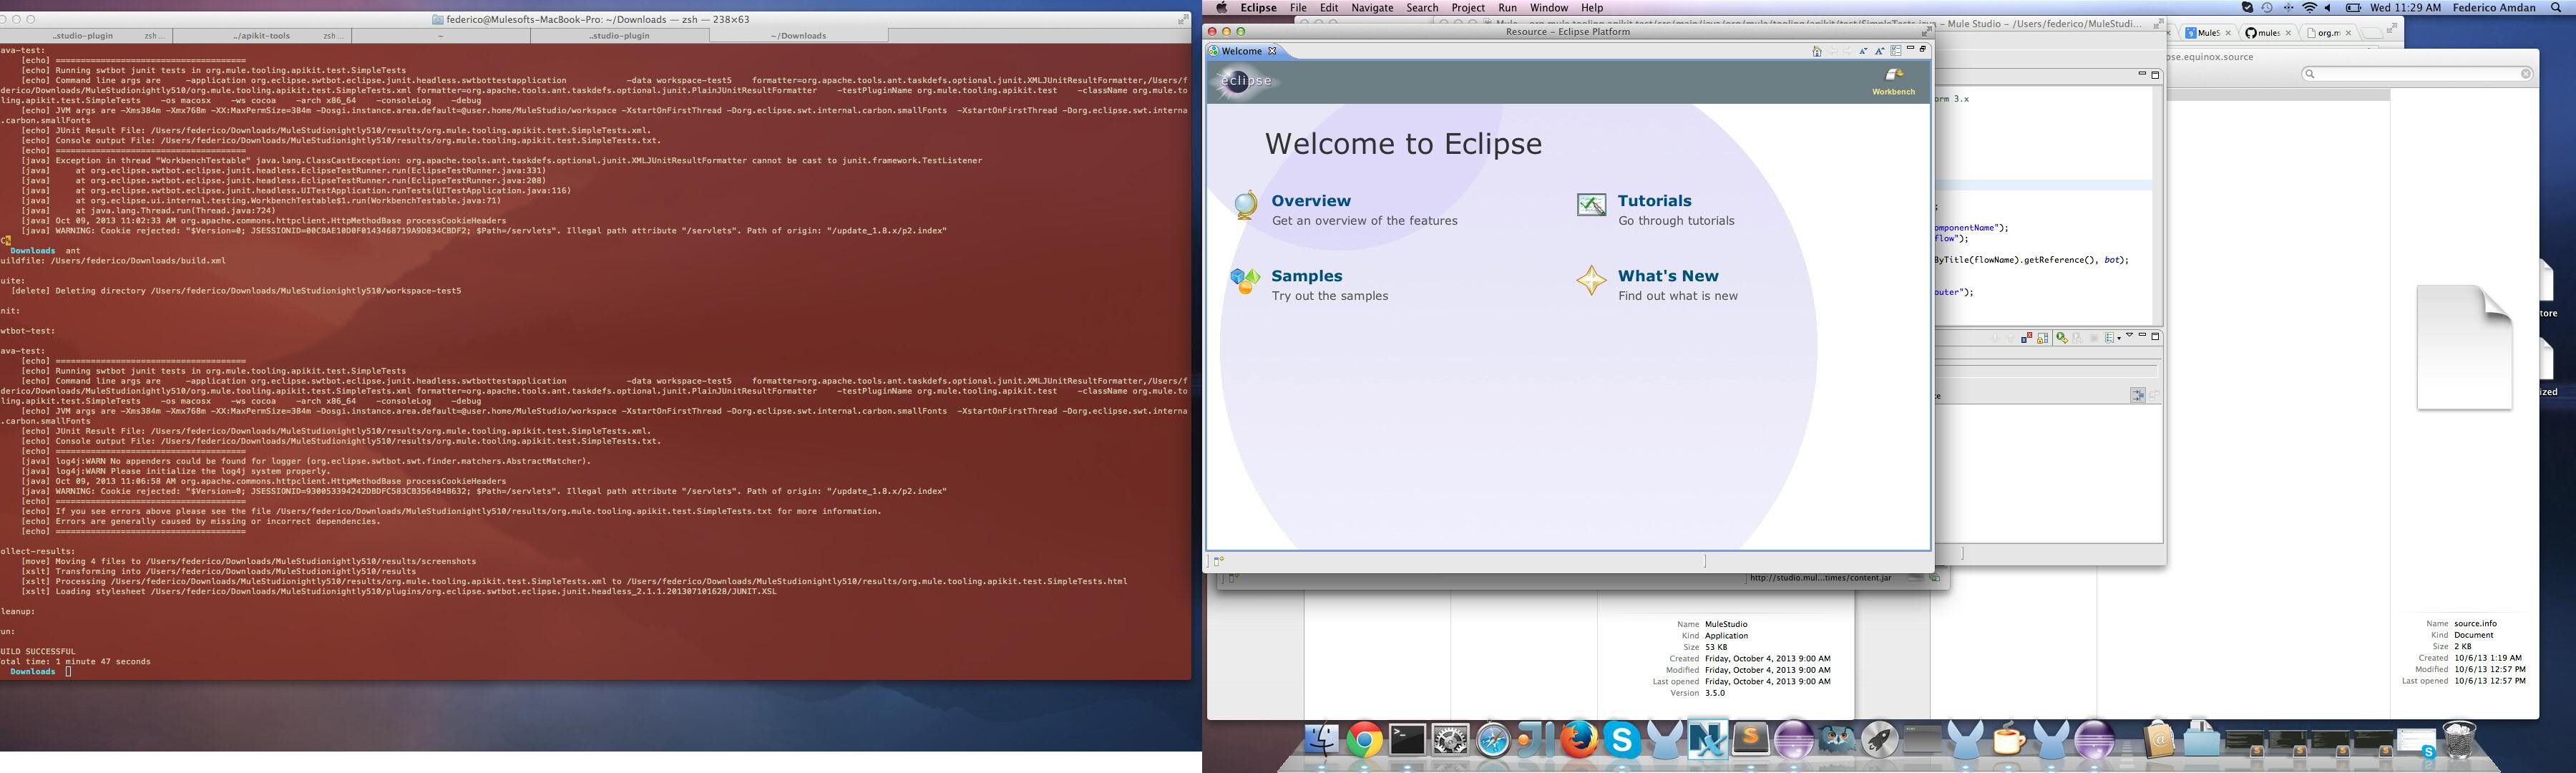 federico@Mulesofts-MacBook-Pro: ~/Downloads — zsh — 238×63
..studio-plugin zsh... ../apikit-tools zsh... ~ ..studio-plugin ~/Downloads
ava-test:
[echo] =====================================
[echo] Running swtbot junit tests in org.mule.tooling.apikit.test.SimpleTests
[echo] Command line args are -application org.eclipse.swtbot.eclipse.junit.headless.swtbottestapplication -data workspace-test5 formatter=org.apache.tools.ant.taskdefs.optional.junit.XMLJUnitResultFormatter,/Users/f
derico/Downloads/MuleStudionightly510/results/org.mule.tooling.apikit.test.SimpleTests.xml formatter=org.apache.tools.ant.taskdefs.optional.junit.PlainJUnitResultFormatter -testPluginName org.mule.tooling.apikit.test -className org.mule.to
ling.apikit.test.SimpleTests -os macosx -ws cocoa -arch x86_64 -consoleLog -debug
[echo] JVM args are -Xms384m -Xmx768m -XX:MaxPermSize=384m -Dosgi.instance.area.default=@user.home/MuleStudio/workspace -XstartOnFirstThread -Dorg.eclipse.swt.internal.carbon.smallFonts -XstartOnFirstThread -Dorg.eclipse.swt.interna
.carbon.smallFonts
[echo] JUnit Result File: /Users/federico/Downloads/MuleStudionightly510/results/org.mule.tooling.apikit.test.SimpleTests.xml.
[echo] Console output File: /Users/federico/Downloads/MuleStudionightly510/results/org.mule.tooling.apikit.test.SimpleTests.txt.
[echo] =====================================
[java] Exception in thread "WorkbenchTestable" java.lang.ClassCastException: org.apache.tools.ant.taskdefs.optional.junit.XMLJUnitResultFormatter cannot be cast to junit.framework.TestListener
[java] at org.eclipse.swtbot.eclipse.junit.headless.EclipseTestRunner.run(EclipseTestRunner.java:331)
[java] at org.eclipse.swtbot.eclipse.junit.headless.EclipseTestRunner.run(EclipseTestRunner.java:208)
[java] at org.eclipse.swtbot.eclipse.junit.headless.UITestApplication.runTests(UITestApplication.java:116)
[java] at org.eclipse.ui.internal.testing.WorkbenchTestable$1.run(WorkbenchTestable.java:71)
[java] at java.lang.Thread.run(Thread.java:724)
[java] Oct 09, 2013 11:02:33 AM org.apache.commons.httpclient.HttpMethodBase processCookieHeaders
[java] WARNING: Cookie rejected: "$Version=0; JSESSIONID=00CBAE10D0F0143468719A9D834CBDF2; $Path=/servlets". Illegal path attribute "/servlets". Path of origin: "/update_1.8.x/p2.index"
Downloads ant
uildfile: /Users/federico/Downloads/build.xml
uite:
[delete] Deleting directory /Users/federico/Downloads/MuleStudionightly510/workspace-test5
nit:
wtbot-test:
ava-test:
[echo] =====================================
[echo] Running swtbot junit tests in org.mule.tooling.apikit.test.SimpleTests
[echo] Command line args are -application org.eclipse.swtbot.eclipse.junit.headless.swtbottestapplication -data workspace-test5 formatter=org.apache.tools.ant.taskdefs.optional.junit.XMLJUnitResultFormatter,/Users/f
derico/Downloads/MuleStudionightly510/results/org.mule.tooling.apikit.test.SimpleTests.xml formatter=org.apache.tools.ant.taskdefs.optional.junit.PlainJUnitResultFormatter -testPluginName org.mule.tooling.apikit.test -className org.mule.to
ling.apikit.test.SimpleTests -os macosx -ws cocoa -arch x86_64 -consoleLog -debug
[echo] JVM args are -Xms384m -Xmx768m -XX:MaxPermSize=384m -Dosgi.instance.area.default=@user.home/MuleStudio/workspace -XstartOnFirstThread -Dorg.eclipse.swt.internal.carbon.smallFonts -XstartOnFirstThread -Dorg.eclipse.swt.interna
.carbon.smallFonts
[echo] JUnit Result File: /Users/federico/Downloads/MuleStudionightly510/results/org.mule.tooling.apikit.test.SimpleTests.xml.
[echo] Console output File: /Users/federico/Downloads/MuleStudionightly510/results/org.mule.tooling.apikit.test.SimpleTests.txt.
[echo] =====================================
[java] log4j:WARN No appenders could be found for logger (org.eclipse.swtbot.swt.finder.matchers.AbstractMatcher).
[java] log4j:WARN Please initialize the log4j system properly.
[java] Oct 09, 2013 11:06:58 AM org.apache.commons.httpclient.HttpMethodBase processCookieHeaders
[java] WARNING: Cookie rejected: "$Version=0; JSESSIONID=930053394242DBDFC583C83564848632; $Path=/servlets". Illegal path attribute "/servlets". Path of origin: "/update_1.8.x/p2.index"
[echo] =====================================
[echo] If you see errors above please see the file /Users/federico/Downloads/MuleStudionightly510/results/org.mule.tooling.apikit.test.SimpleTests.txt for more information.
[echo] Errors are generally caused by missing or incorrect dependencies.
[echo] =====================================
ollect-results:
[move] Moving 4 files to /Users/federico/Downloads/MuleStudionightly510/results/screenshots
[xslt] Transforming into /Users/federico/Downloads/MuleStudionightly510/results
[xslt] Processing /Users/federico/Downloads/MuleStudionightly510/results/org.mule.tooling.apikit.test.SimpleTests.xml to /Users/federico/Downloads/MuleStudionightly510/results/org.mule.tooling.apikit.test.SimpleTests.html
[xslt] Loading stylesheet /Users/federico/Downloads/MuleStudionightly510/plugins/org.eclipse.swtbot.eclipse.junit.headless_2.1.1.201307101628/JUNIT.XSL
leanup:
un:
UILD SUCCESSFUL
otal time: 1 minute 47 seconds
Downloads
Eclipse File Edit Navigate Search Project Run Window Help Wed 11:29 AM Federico Amdan
MuleS mules org.m
Resource - Eclipse Platform
Welcome
eclipse
Workbench
Welcome to Eclipse
Overview
Get an overview of the features
Tutorials
Go through tutorials
Samples
Try out the samples
What's New
Find out what is new
pse.equinox.source
orm 3.x
omponentName");
flow");
ByTitle(flowName).getReference(), bot);
outer");
http://studio.mul...times/content.jar
Name MuleStudio
Kind Application
Size 53 KB
Created Friday, October 4, 2013 9:00 AM
Modified Friday, October 4, 2013 9:00 AM
Last opened Friday, October 4, 2013 9:00 AM
Version 3.5.0
Name source.info
Kind Document
Size 2 KB
Created 10/6/13 1:19 AM
Modified 10/6/13 12:57 PM
Last opened 10/6/13 12:57 PM
tore
ized